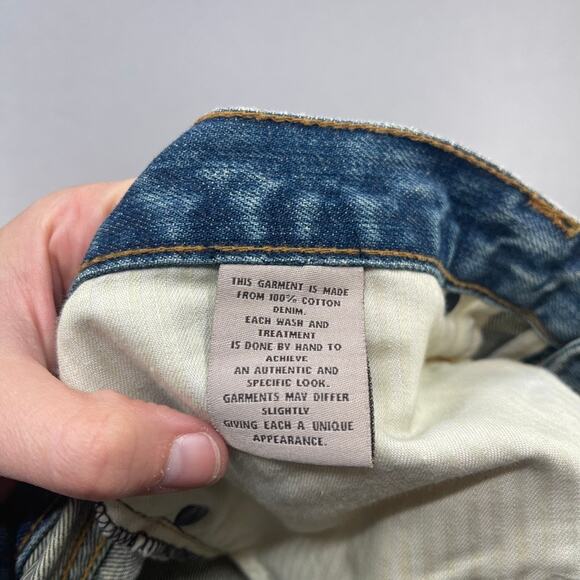 THIS GARMENT IS MADE
FROM 100% COTTON
DENIM.
EACH WASH AND
TREATMENT
IS DONE BY HAND TO
ACHIEVE
AN AUTHENTIC AND
SPECIFIC LOOK.
GARMENTS MAY DIFFER
SLIGHTLY
GIVING EACH A UNIQUE
APPEARANCE.